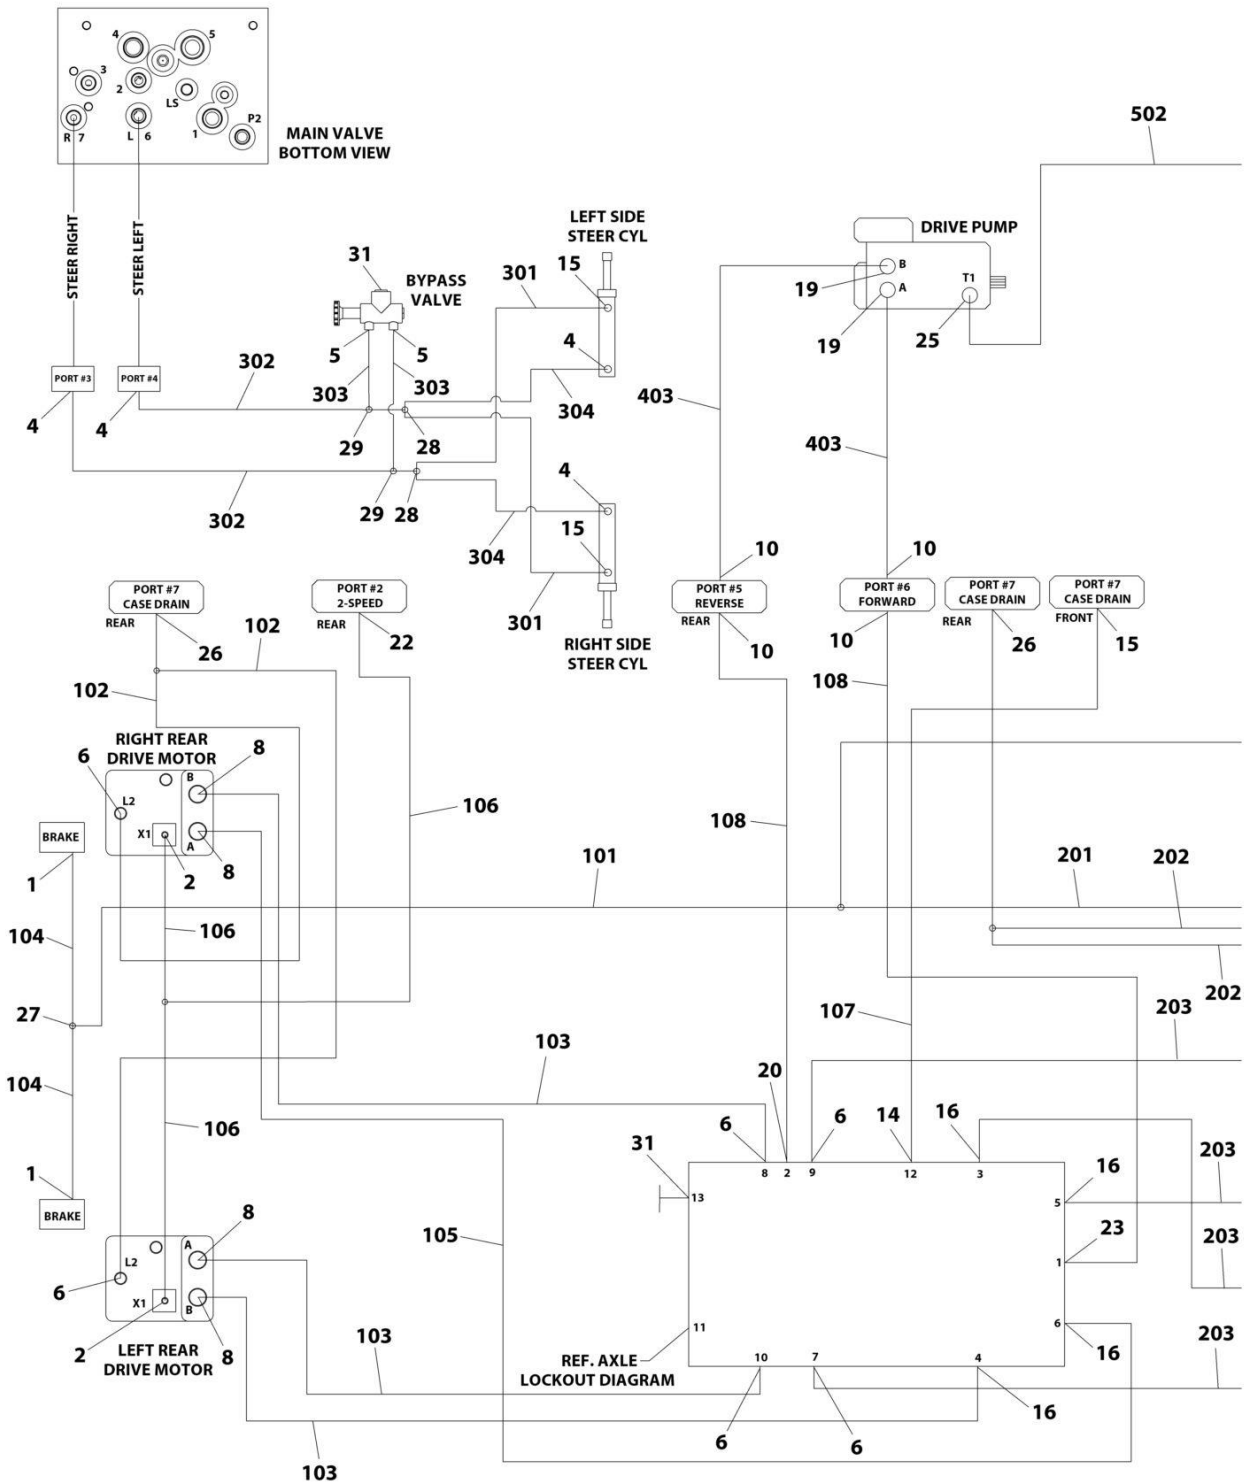 4
5
3
2
LS
1
P2
R 7
L 6
MAIN VALVE
BOTTOM VIEW
502
STEER RIGHT
STEER LEFT
LEFT SIDE
STEER CYL
DRIVE PUMP
31
BYPASS
VALVE
301
15
B
19
A
T1
5
5
4
19
25
PORT #3
PORT #4
302
303
303
304
403
4
4
29
28
403
4
302
29
28
304
15
10
10
PORT #7
CASE DRAIN
REAR
PORT #2
2-SPEED
REAR
301
PORT #5
REVERSE
REAR
PORT #6
FORWARD
PORT #7
CASE DRAIN
REAR
PORT #7
CASE DRAIN
FRONT
26
102
22
RIGHT SIDE
STEER CYL
10
10
26
15
102
108
RIGHT REAR
DRIVE MOTOR
6
8
B
L2
106
108
BRAKE
X1
A
1
2
8
101
201
202
104
106
202
27
107
203
103
104
20
106
6
6
14
16
1
31
8
2
9
12
3
16
203
BRAKE
13
5
8
105
23
203
A
L2
1
6
X1
B
11
6
103
203
2
8
LEFT REAR
DRIVE MOTOR
REF. AXLE
LOCKOUT DIAGRAM
10
7
4
16
16
6
6
103